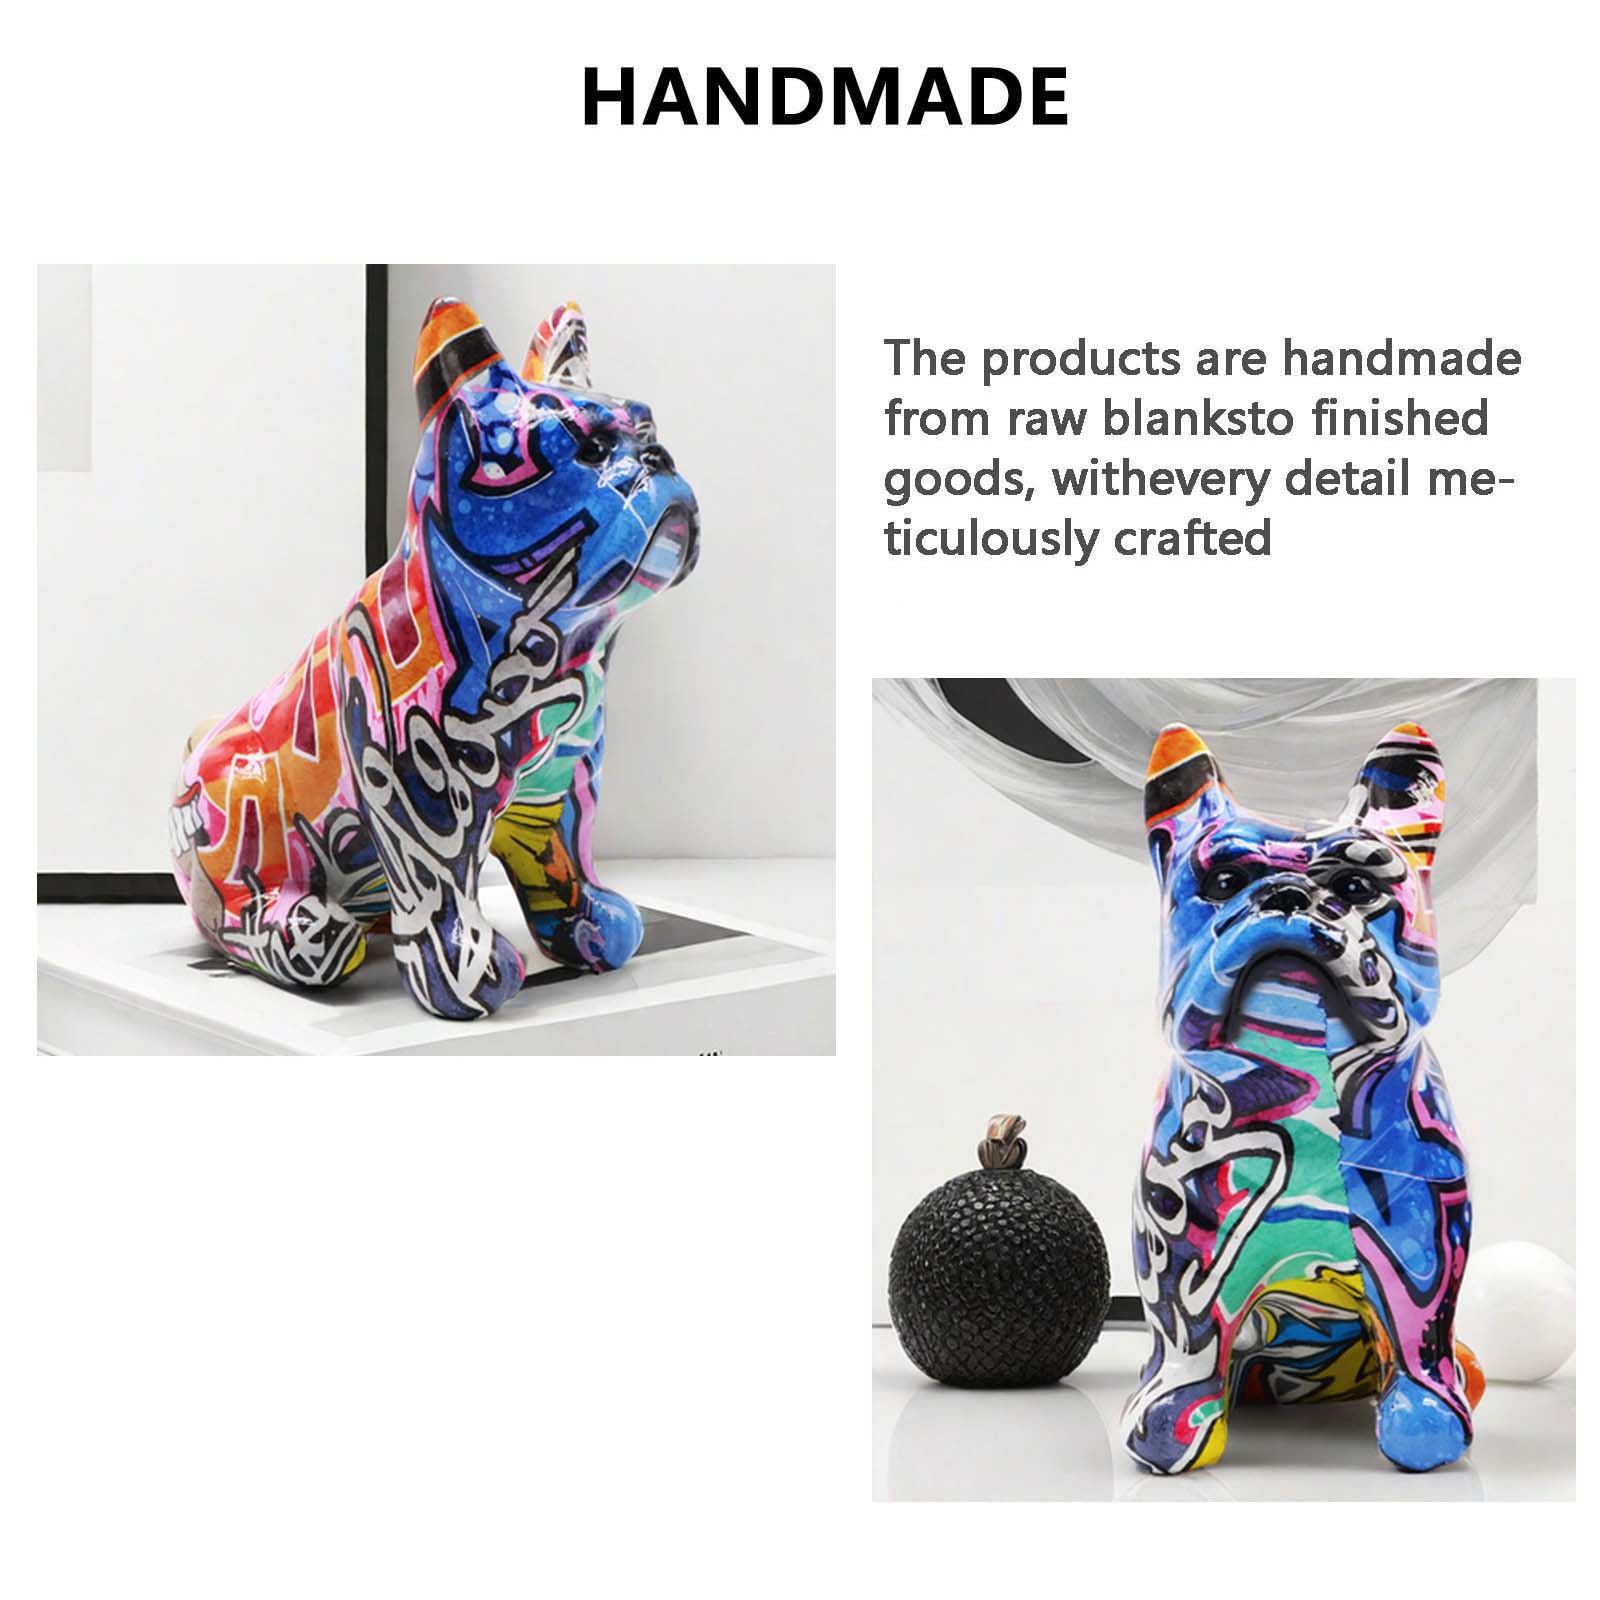 HANDMADE
The products are handmade
from raw blanksto finished
goods, withevery detail me-
ticulously crafted